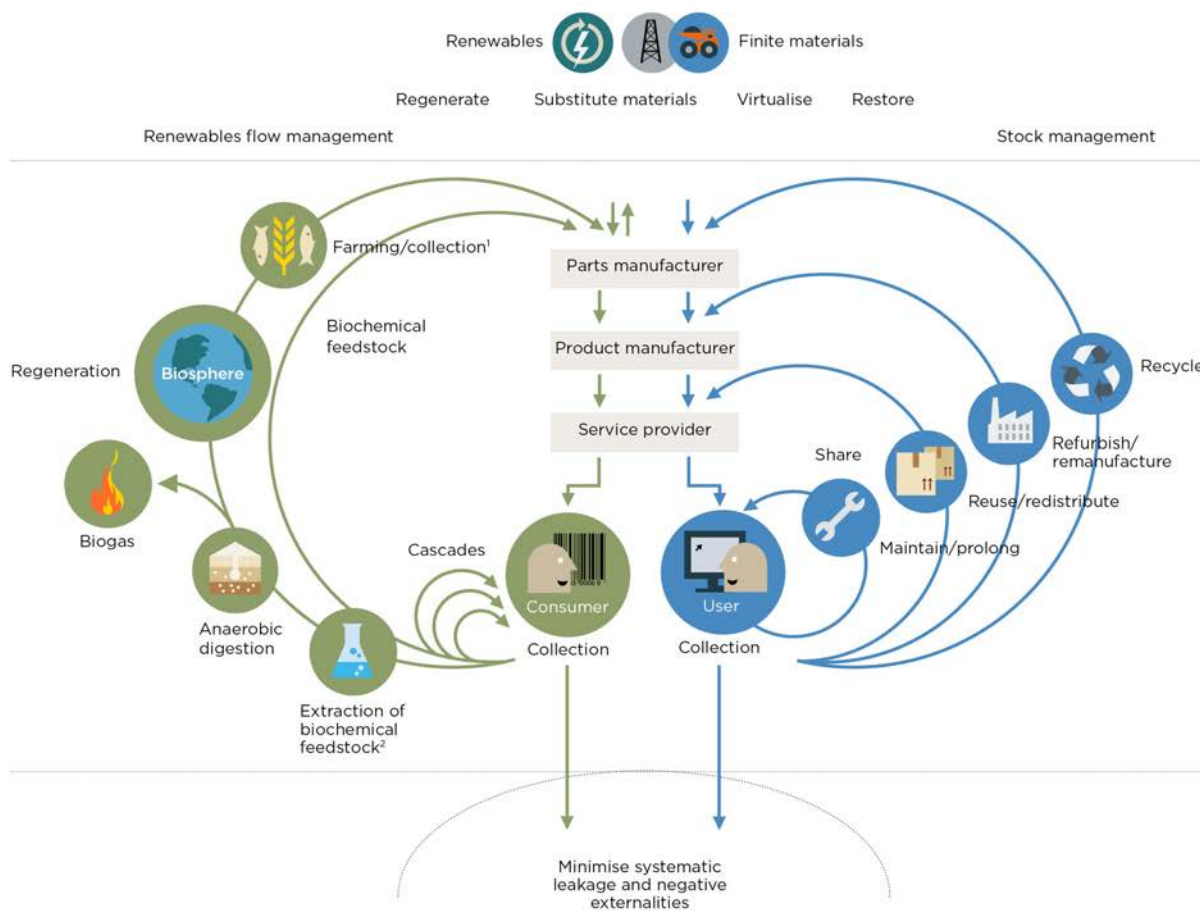 Renewables
Finite materials
Regenerate
Substitute materials
Virtualise
Restore
Renewables flow management
Stock management
Farming/collection¹
Parts manufacturer
Biochemical
feedstock
Product manufacturer
Regeneration
Biosphere
Recycle
Service provider
Share
Refurbish/
remanufacture
Reuse/redistribute
Biogas
Cascades
Maintain/prolong
Consumer
User
Anaerobic
digestion
Collection
Collection
Extraction of
biochemical
feedstock²
Minimise systematic
leakage and negative
externalities